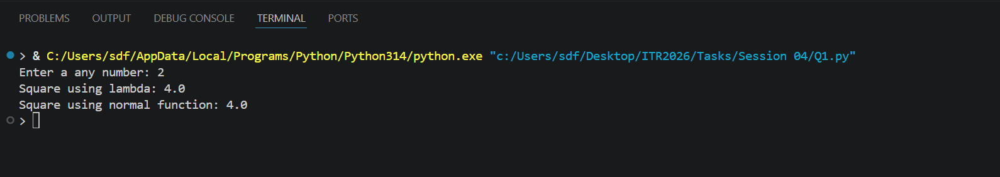 PROBLEMS OUTPUT DEBUG CONSOLE TERMINAL PORTS
> & C:/Users/sdf/AppData/Local/Programs/Python/Python314/python.exe "c:/Users/sdf/Desktop/ITR2026/Tasks/Session 04/Q1.py"
Enter a any number: 2
Square using lambda: 4.0
Square using normal function: 4.0
>